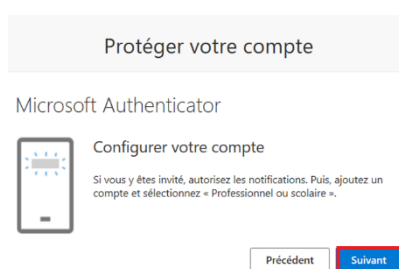 Protéger votre compte
Microsoft Authenticator
Configurer votre compte
Si vous y êtes invité, autorisez les notifications. Puis, ajoutez un
compte et sélectionnez « Professionnel ou scolaire ».
Précédent Suivant